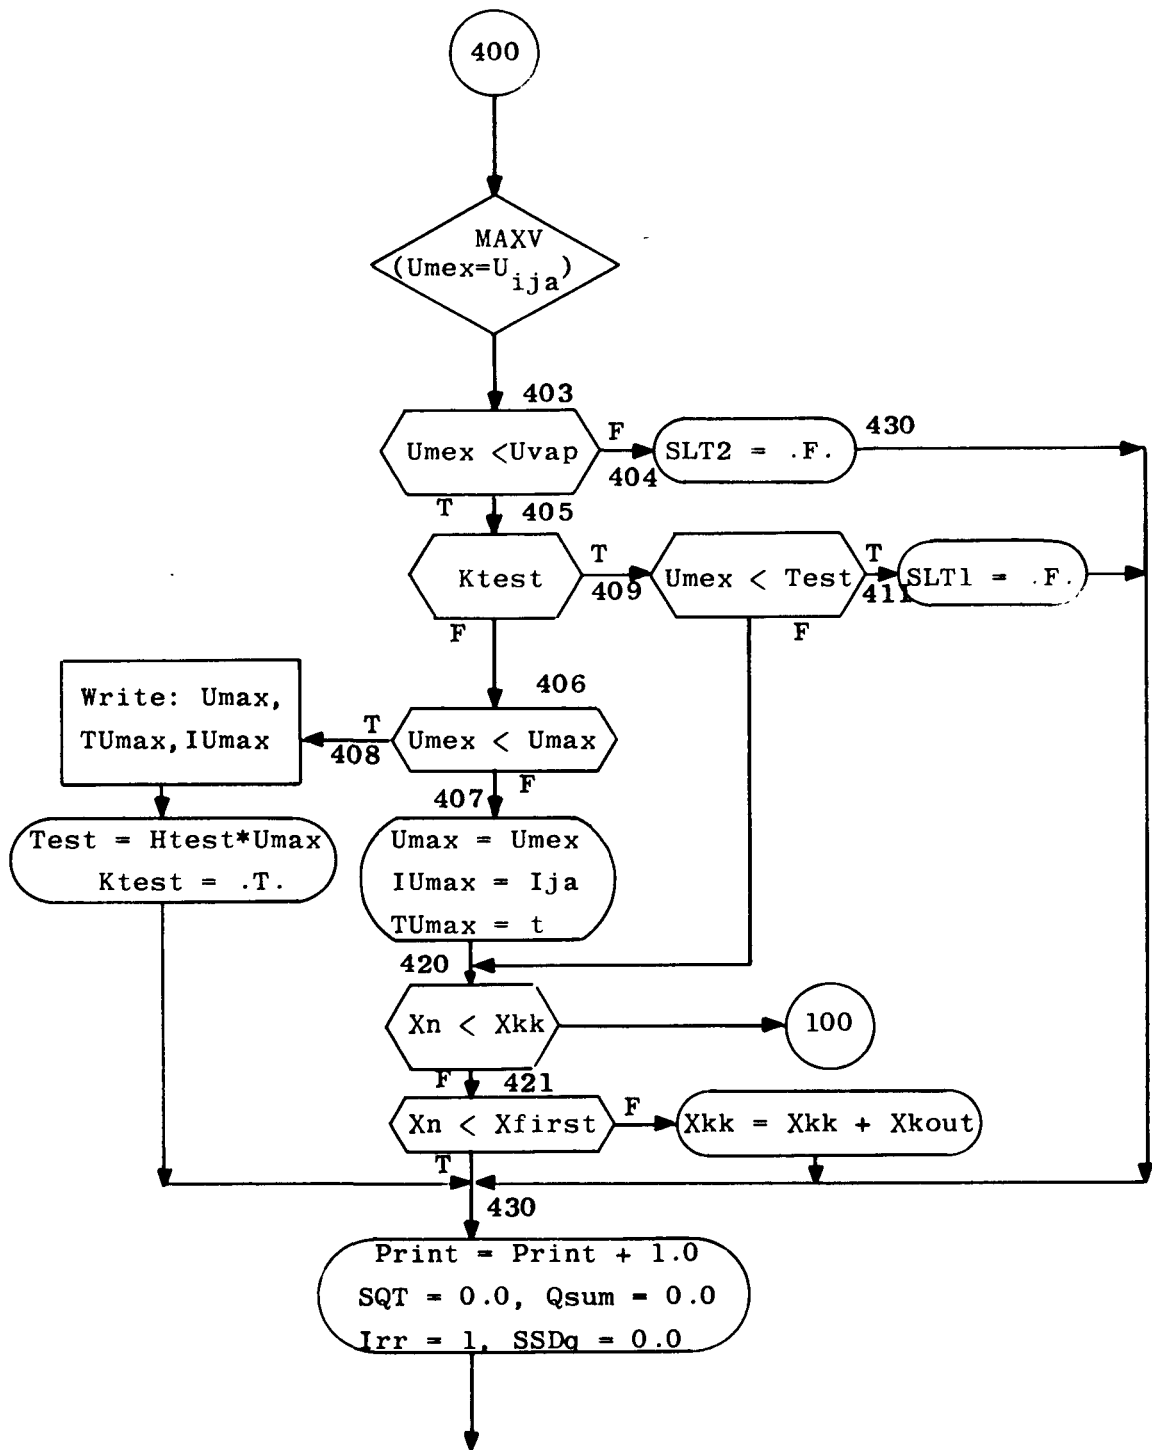 400
MAXV
(Umex=U
ija)
403
Umex <Uvap
F
404
SLT2 = .F.
430
T
405
Ktest
T
409
Umex < Test
T
411
SLT1 = .F.
F
F
Write: Umax,
TUmax,IUmax
T
408
406
Umex < Umax
F
407
Test = Htest*Umax
Ktest = .T.
Umax = Umex
IUmax = Ija
TUmax = t
420
Xn < Xkk
100
F
421
Xn < Xfirst
F
Xkk = Xkk + Xkout
T
430
Print = Print + 1.0
SQT = 0.0, Qsum = 0.0
Irr = 1, SSDq = 0.0